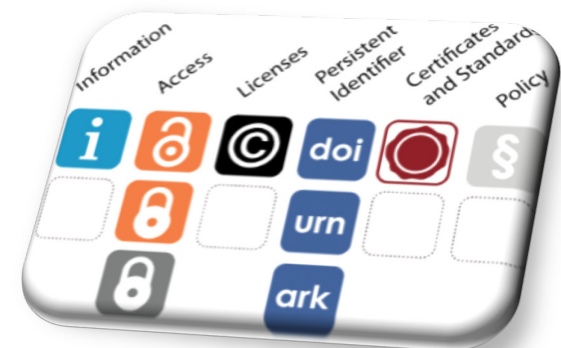 Information
Access
Licenses
Persistent
Identifier
Certificates
and Standards
Policy
i
©
doi
§
urn
ark